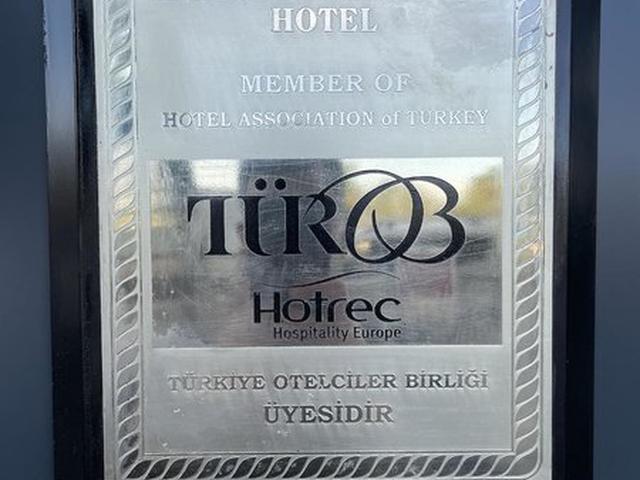 HOTEL
MEMBER OF
HOTEL ASSOCIATION of TURKEY
TÜROB
Hotrec
Hospitality Europe
TÜRKİYE OTELCİLER BİRLİĞİ
ÜYESİDİR